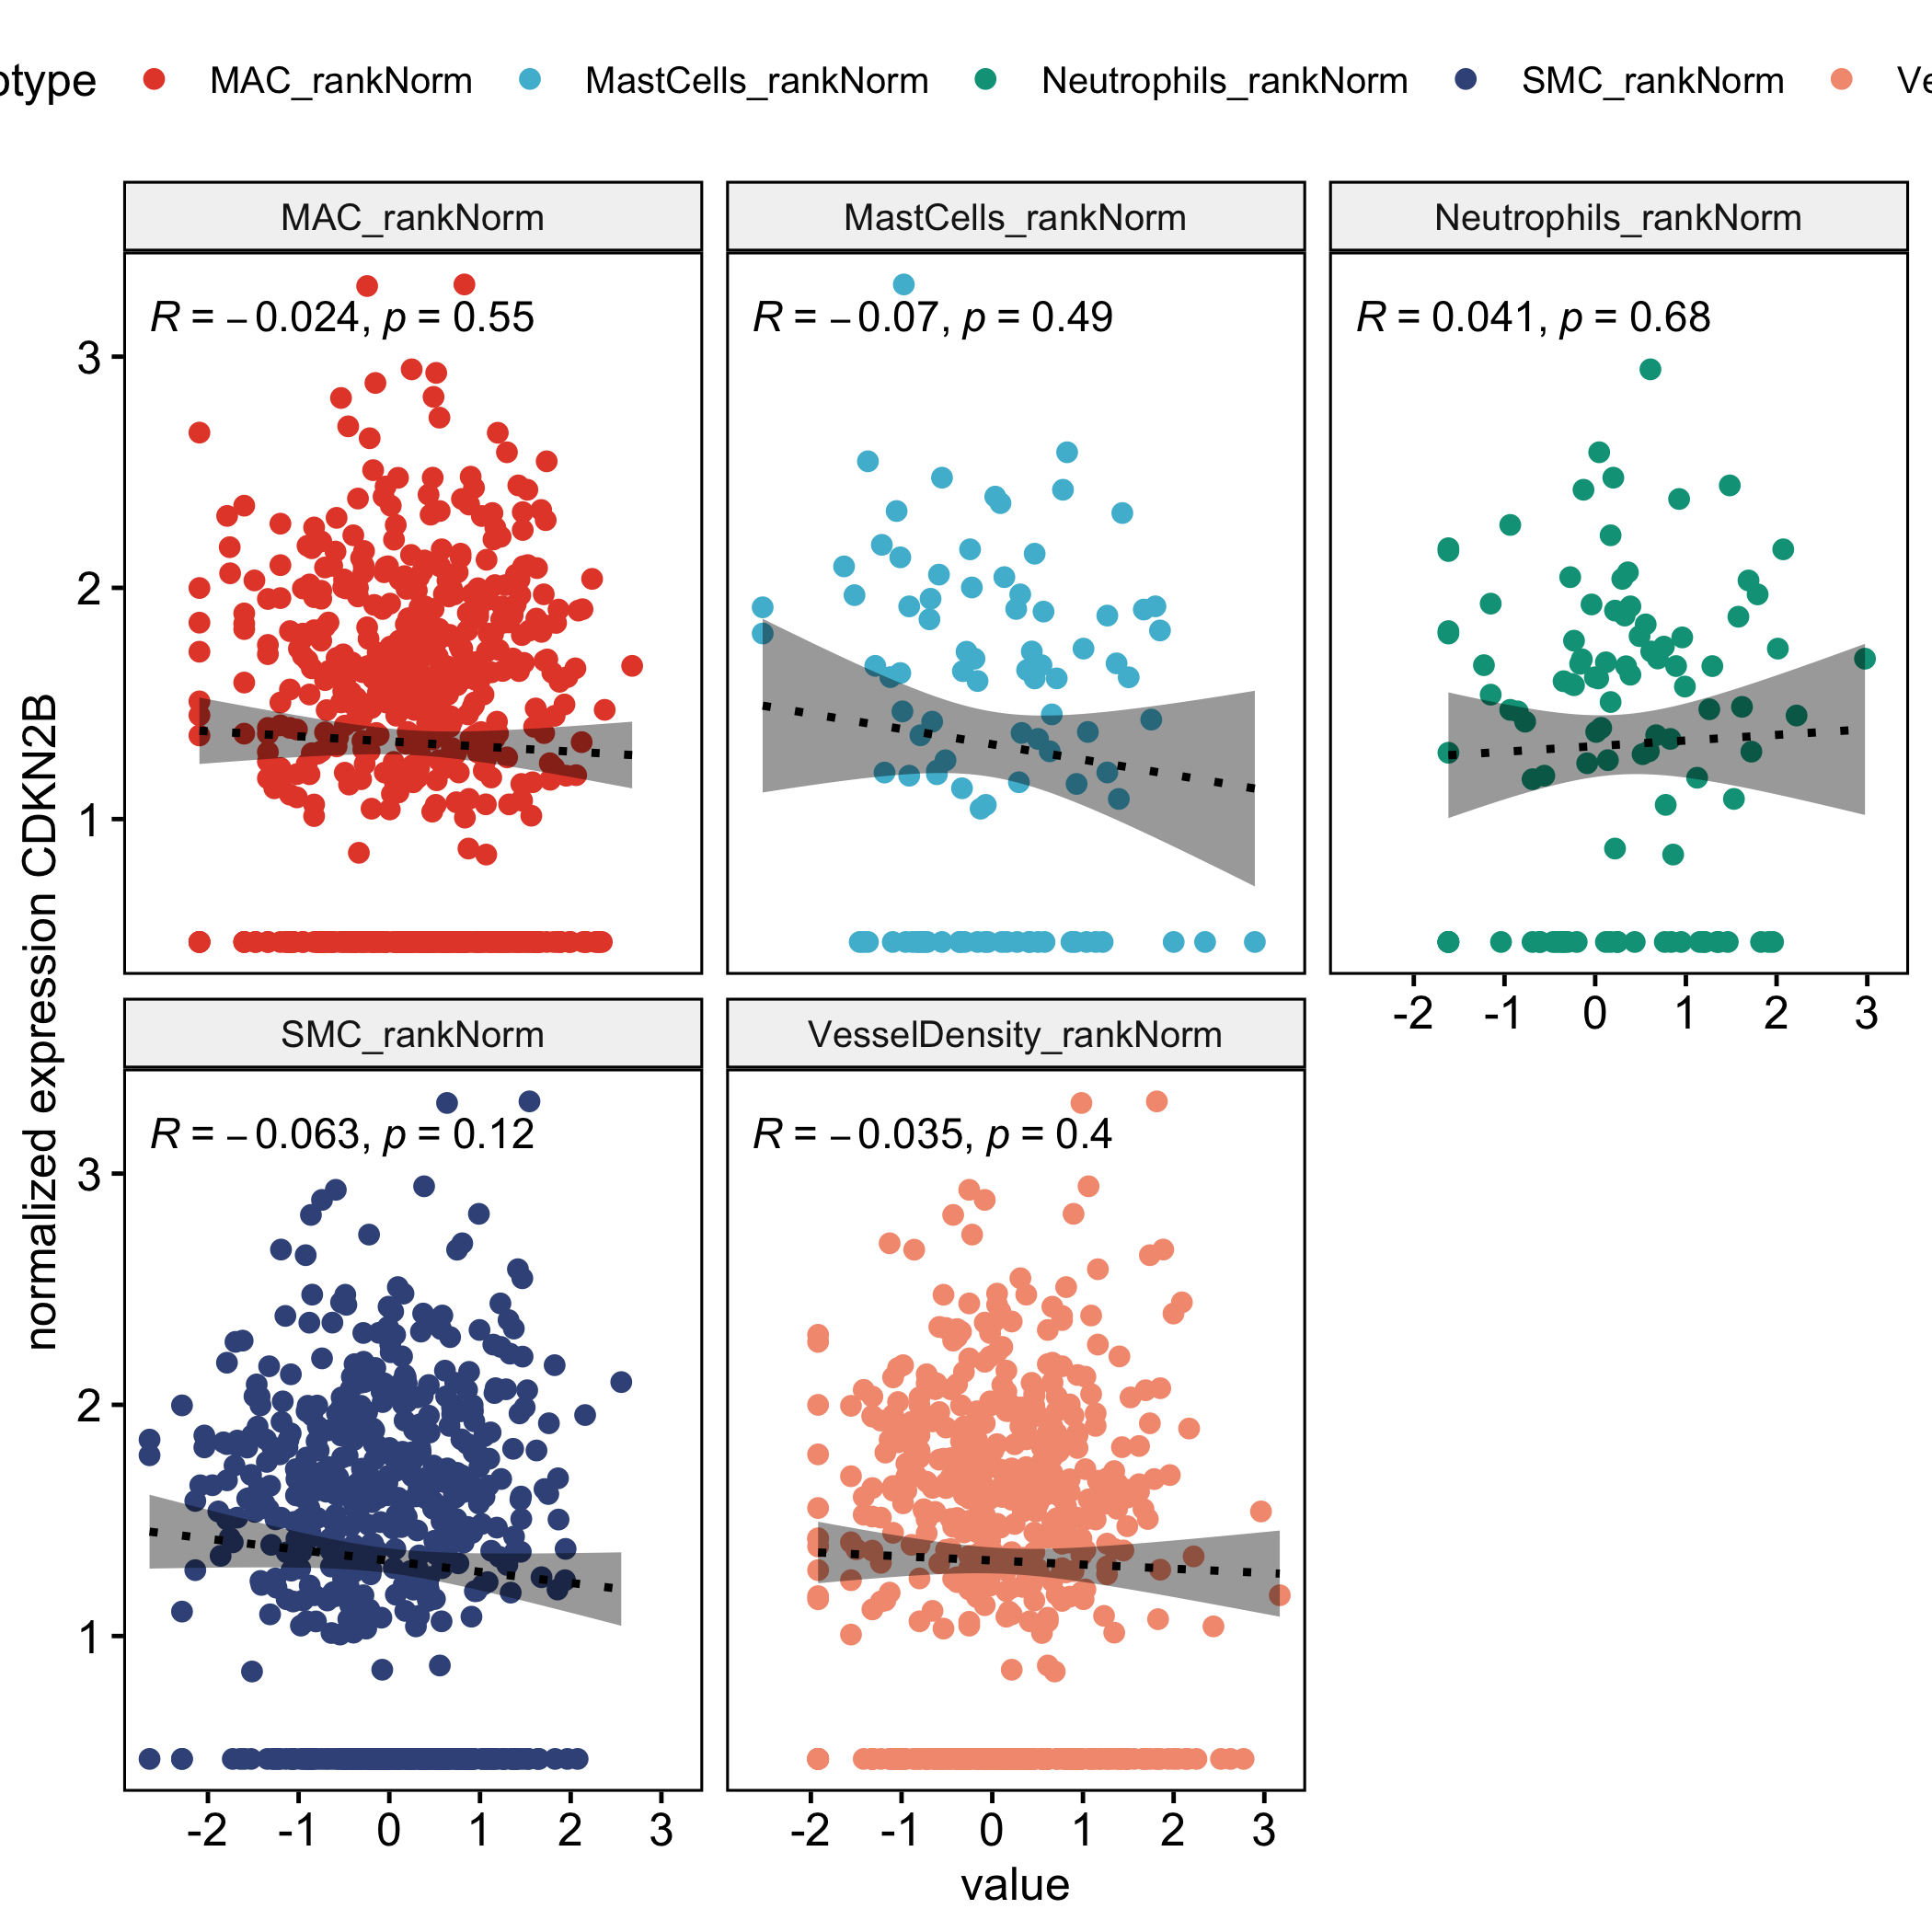 otype MAC_rankNorm MastCells_rankNorm Neutrophils_rankNorm SMC_rankNorm Ve
MAC_rankNorm MastCells_rankNorm Neutrophils_rankNorm
R = −0.024, p = 0.55 R = −0.07, p = 0.49 R = 0.041, p = 0.68
3
2
1
-2 -1 0 1 2 3
SMC_rankNorm VesselDensity_rankNorm
R = −0.063, p = 0.12 R = −0.035, p = 0.4
3
2
1
-2 -1 0 1 2 3 -2 -1 0 1 2 3
value
normalized expression CDKN2B